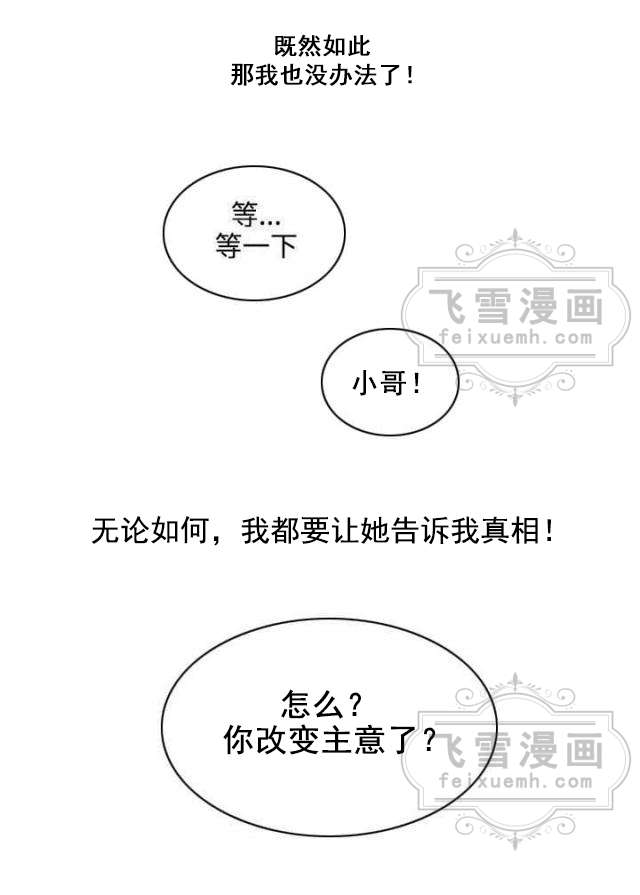 既然如此
那我也没办法了！
等...
等一下
飞雪漫画
feixuemh.com
小哥！
无论如何，我都要让她告诉我真相！
怎么？
你改变主意了？
飞雪漫画
feixuemh.com